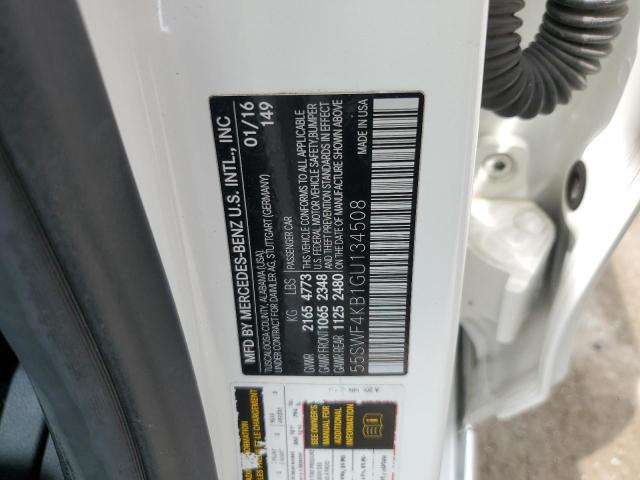 MFD BY MERCEDES-BENZ U.S. INTL., INC
01/16
TUSCALOOSA COUNTY, ALABAMA (USA)
149
UNDER CONTRACT FOR DAIMLER AG, STUTTGART (GERMANY)
PASSENGER CAR
KG LBS
GVWR 2165 4773
GAWR FRONT 1065 2348
GAWR REAR 1125 2480
THIS VEHICLE CONFORMS TO ALL APPLICABLE
U.S. FEDERAL MOTOR VEHICLE SAFETY, BUMPER
AND THEFT PREVENTION STANDARDS IN EFFECT
ON THE DATE OF MANUFACTURE SHOWN ABOVE
55SWF4KB1GU134508
MADE IN USA
INFORMATION
LE CHARGEMENT
SEE OWNER'S
MANUAL FOR
ADDITIONAL
INFORMATION